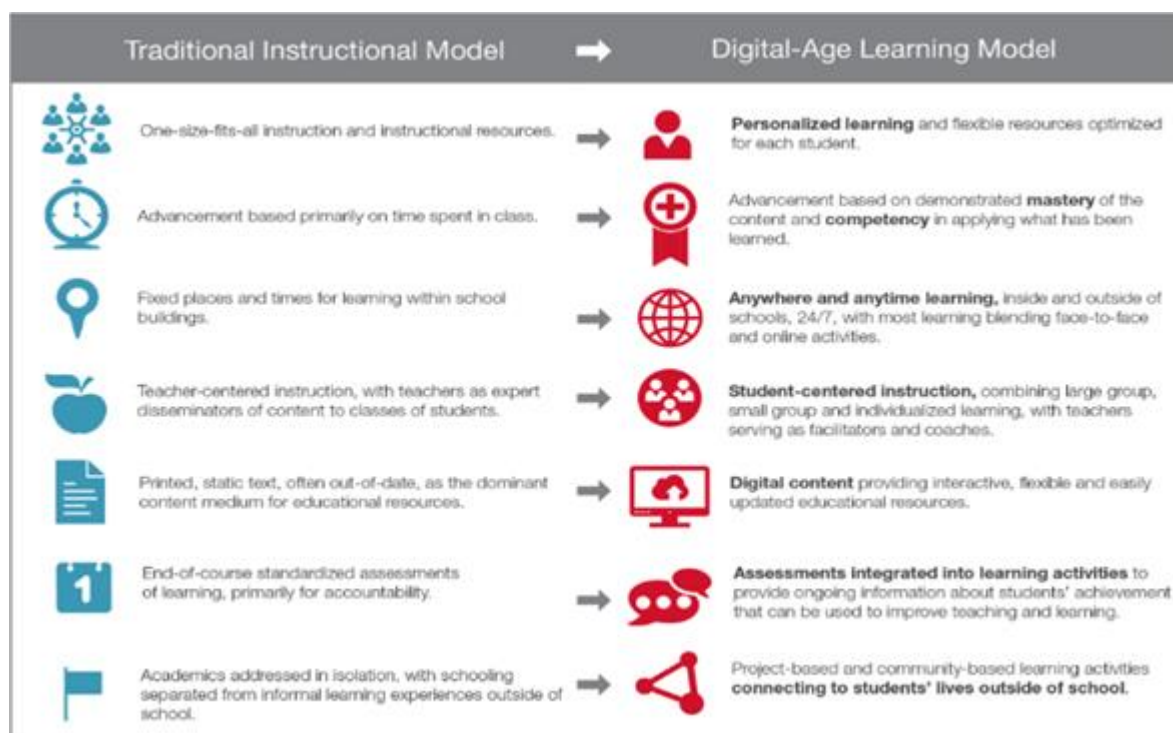 Traditional Instructional Model
Digital-Age Learning Model
One-size-fits-all instruction and instructional resources.
Personalized learning and flexible resources optimized
for each student.
Advancement based primarily on time spent in class.
Advancement based on demonstrated mastery of the
content and competency in applying what has been
learned.
Fixed places and times for learning within school
buildings.
Anywhere and anytime learning, inside and outside of
schools, 24/7, with most learning blending face-to-face
and online activities.
Teacher-centered instruction, with teachers as expert
disseminators of content to classes of students.
Student-centered instruction, combining large group,
small group and individualized learning, with teachers
serving as facilitators and coaches.
Printed, static text, often out-of-date, as the dominant
content medium for educational resources.
Digital content providing interactive, flexible and easily
updated educational resources.
1
End-of-course standardized assessments
of learning, primarily for accountability.
Assessments integrated into learning activities to
provide ongoing information about students' achievement
that can be used to improve teaching and learning.
Academics addressed in isolation, with schooling
separated from informal learning experiences outside of
school.
Project-based and community-based learning activities
connecting to students' lives outside of school.